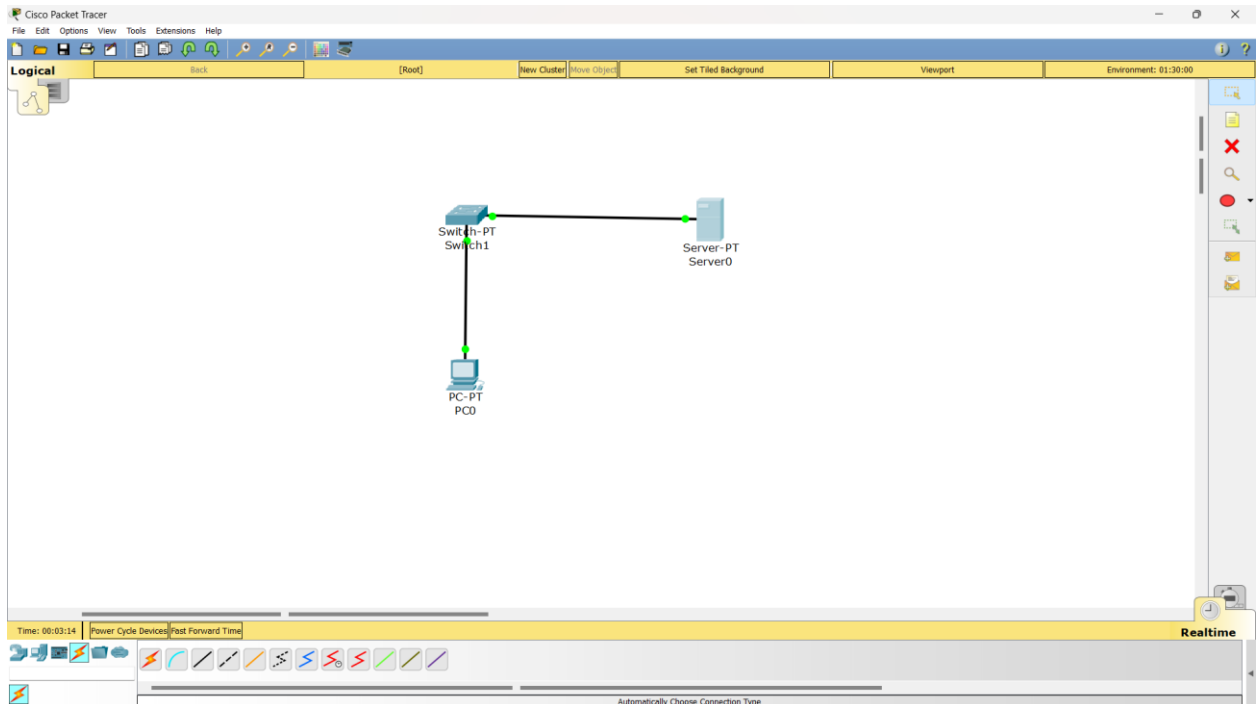 Cisco Packet Tracer
File Edit Options View Tools Extensions Help
Logical Back [Root] New Cluster Move Object Set Tiled Background Viewport Environment: 01:30:00
Switch-PT
Switch1
Server-PT
Server0
PC-PT
PC0
Time: 00:03:14 Power Cycle Devices Fast Forward Time Realtime
Automatically Choose Connection Type